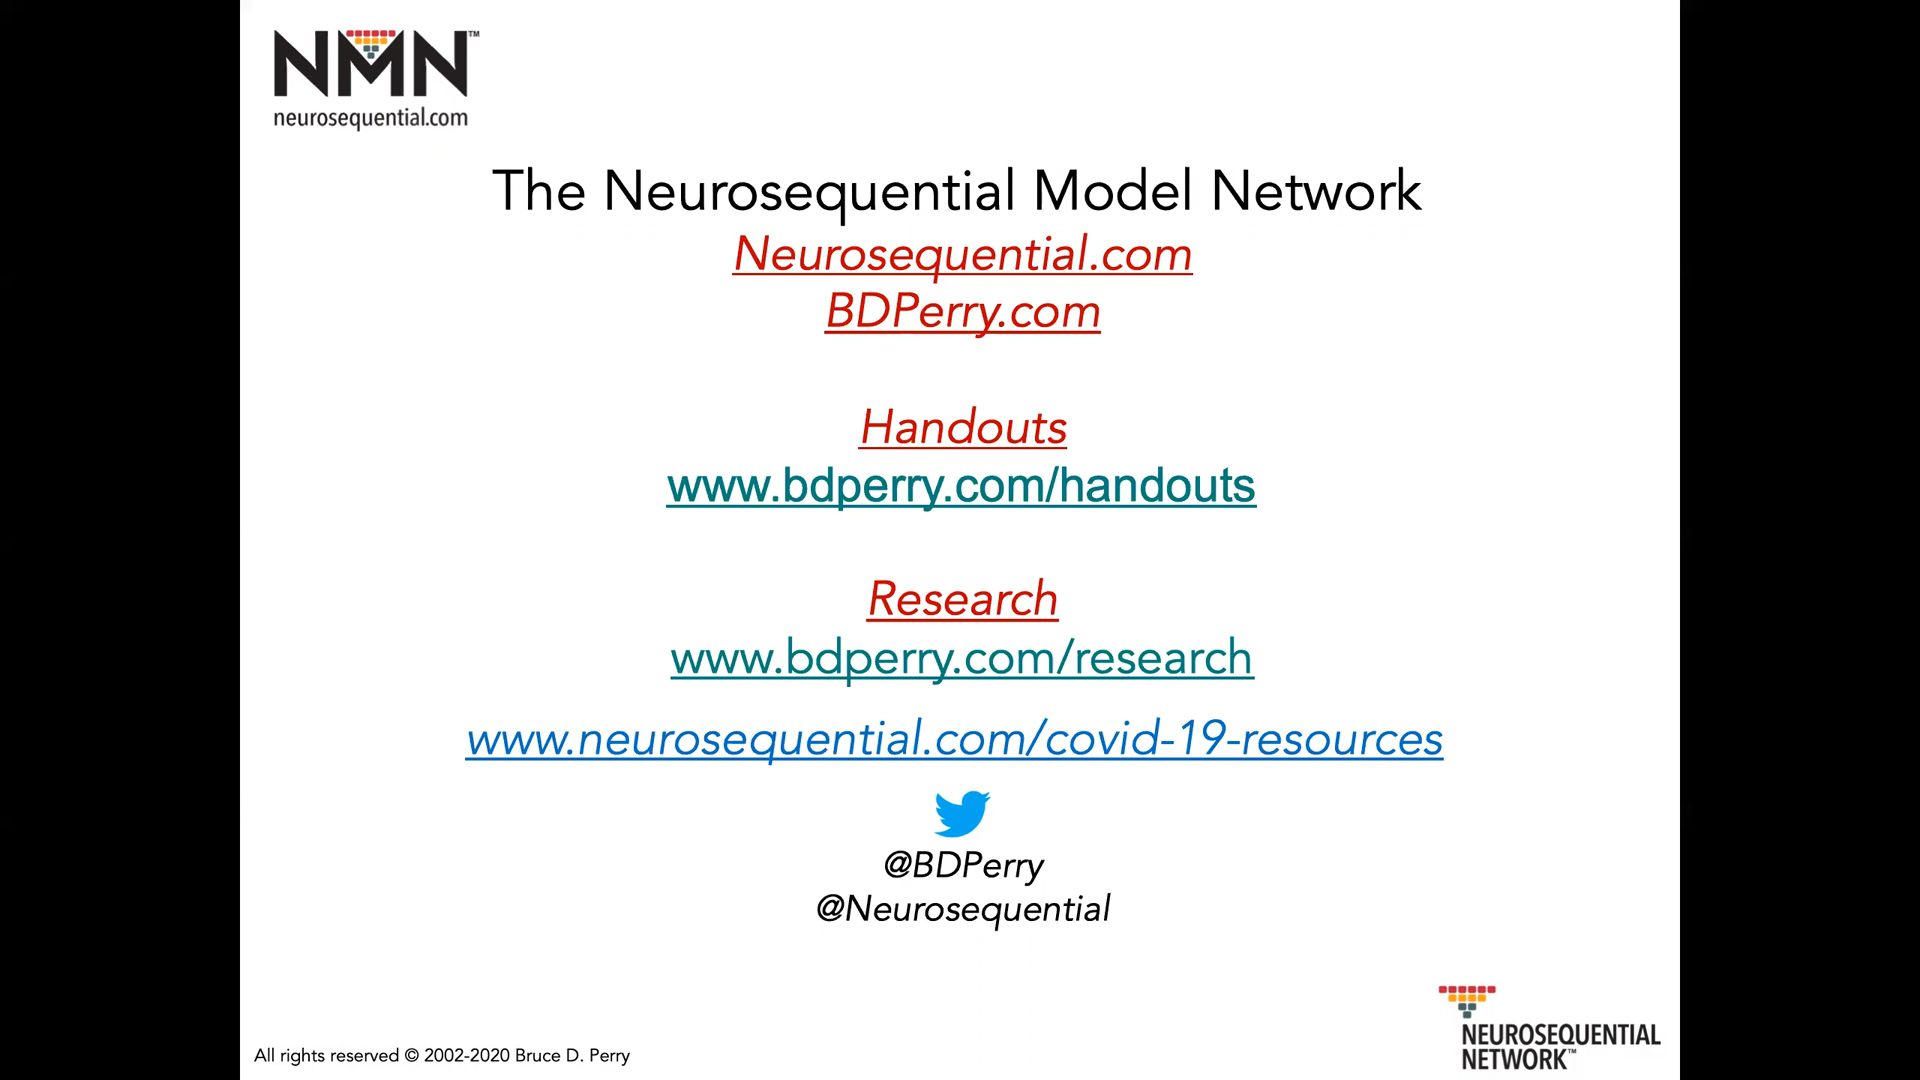 NMN™
neurosequential.com
The Neurosequential Model Network
Neurosequential.com
BDPerry.com
Handouts
www.bdperry.com/handouts
Research
www.bdperry.com/research
www.neurosequential.com/covid-19-resources
@BDPerry
@Neurosequential
All rights reserved © 2002-2020 Bruce D. Perry
NEUROSEQUENTIAL
NETWORK™